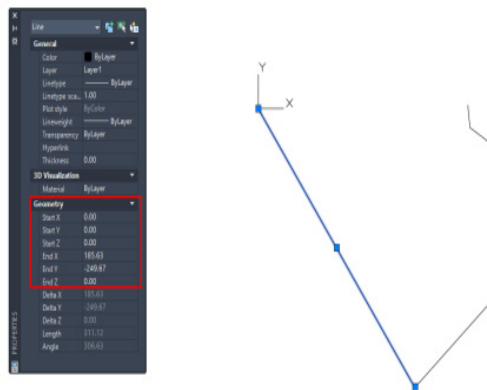 Line
General
Color ByLayer
Layer Layer1
Linetype ByLayer
Linetype sca... 1.00
Plot style ByColor
Lineweight ByLayer
Transparency ByLayer
Hyperlink
Thickness 0.00
3D Visualization
Material ByLayer
Geometry
Start X 0.00
Start Y 0.00
Start Z 0.00
End X 185.63
End Y -249.67
End Z 0.00
Delta X 185.63
Delta Y -249.67
Delta Z 0.00
Length 311.12
Angle 306.63
PROPERTIES
Y
X